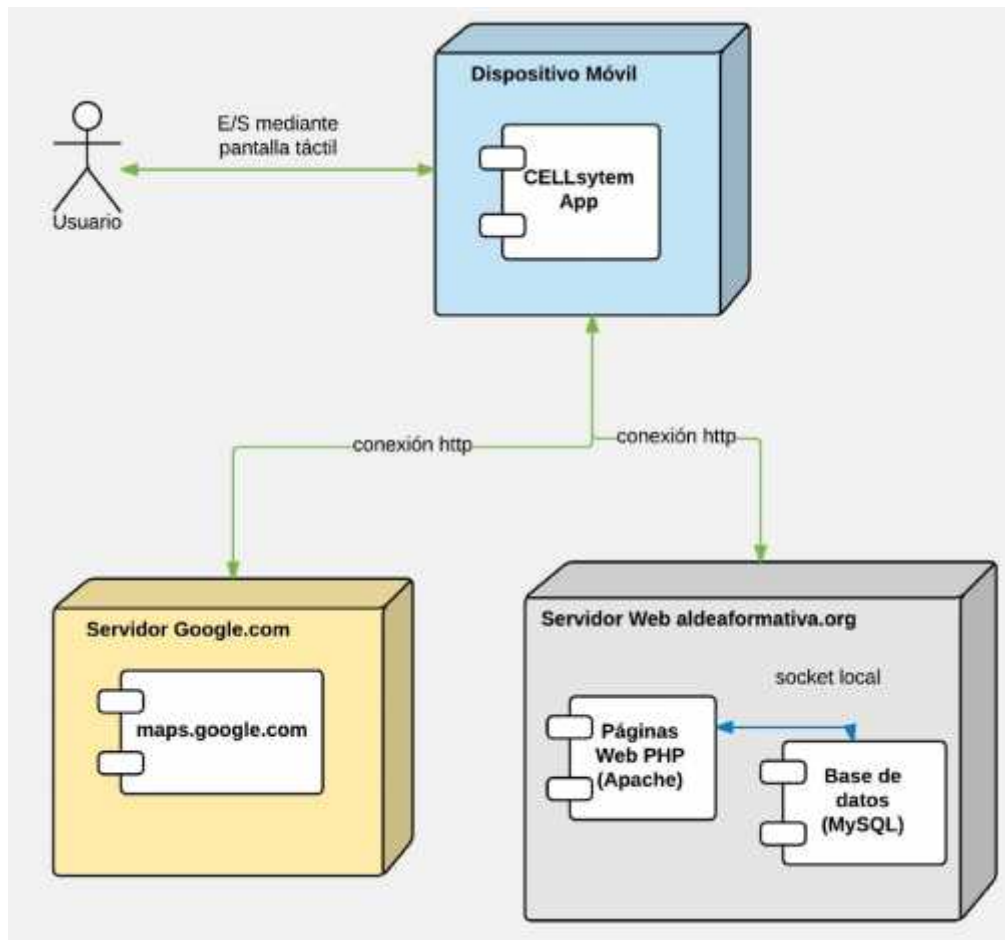 Dispositivo Móvil
E/S mediante
pantalla táctil
CELLsytem
App
Usuario
conexión http
conexión http
Servidor Google.com
maps.google.com
Servidor Web aldeaformativa.org
socket local
Páginas
Web PHP
(Apache)
Base de
datos
(MySQL)